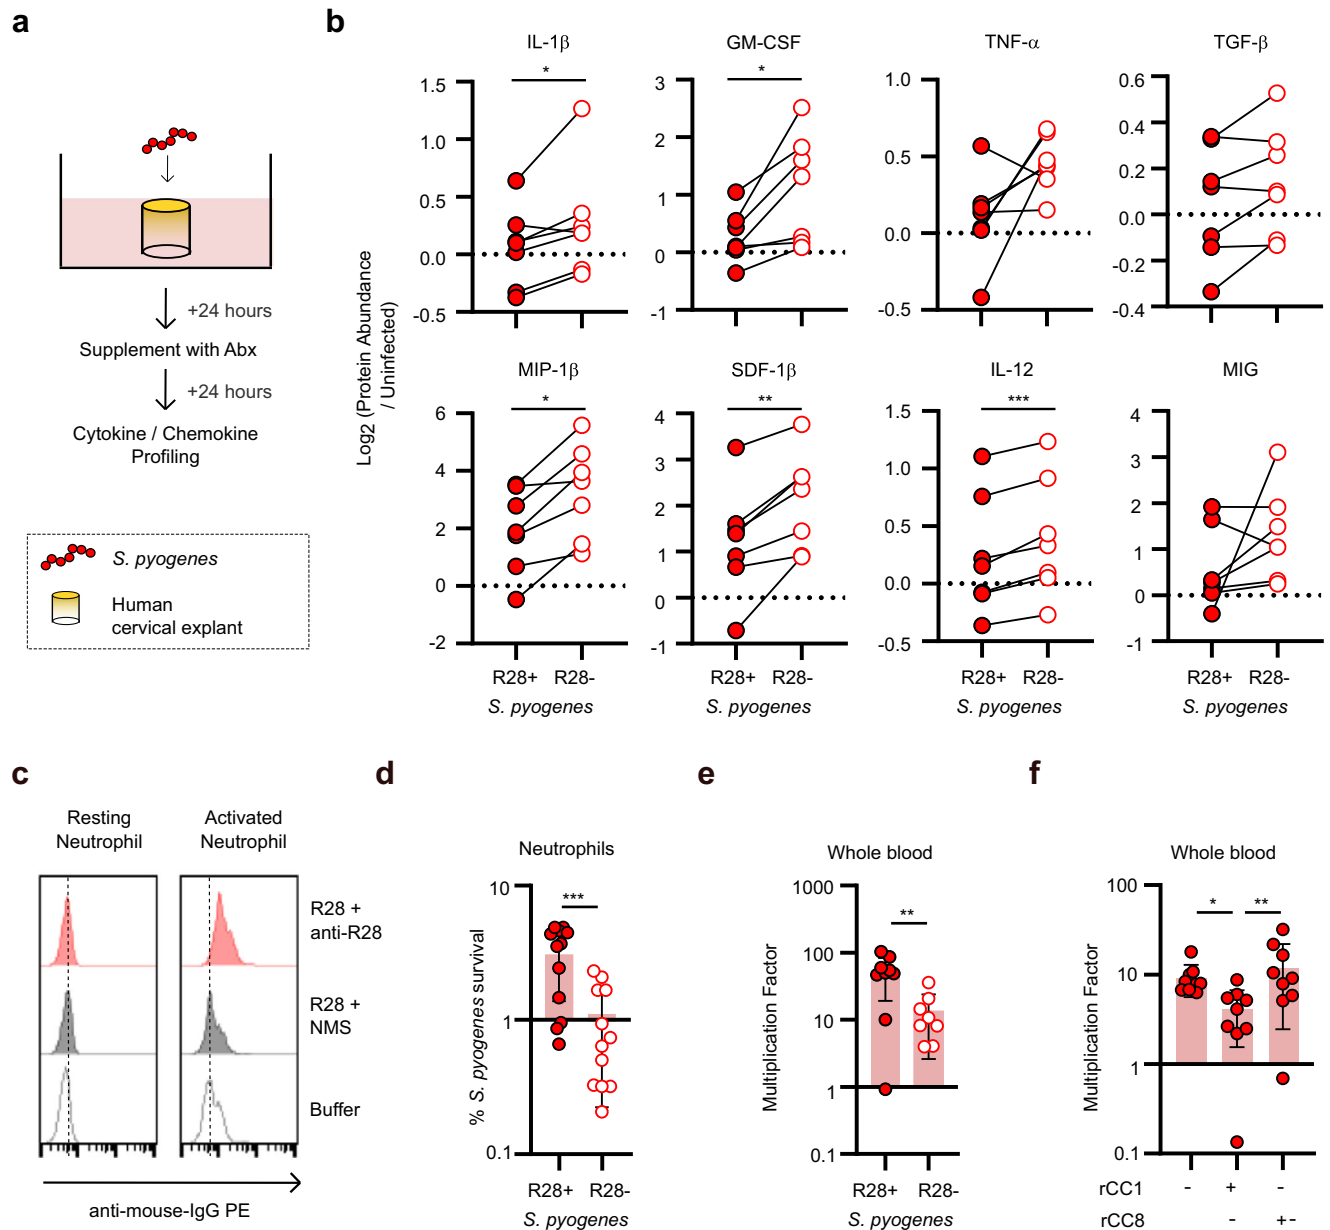 a
+24 hours
Supplement with Abx
+24 hours
Cytokine / Chemokine
Profiling
S. pyogenes
Human
cervical explant
b
Log2 (Protein Abundance
/ Uninfected)
IL-1β
*
1.5
1.0
0.5
0.0
-0.5
GM-CSF
*
3
2
1
0
-1
TNF-α
1.0
0.5
0.0
-0.5
TGF-β
0.6
0.4
0.2
0.0
-0.2
-0.4
MIP-1β
*
6
4
2
0
-2
R28+ R28-
S. pyogenes
SDF-1β
**
4
3
2
1
0
-1
R28+ R28-
S. pyogenes
IL-12
***
1.5
1.0
0.5
0.0
-0.5
R28+ R28-
S. pyogenes
MIG
4
3
2
1
0
-1
R28+ R28-
S. pyogenes
c
Resting
Neutrophil
Activated
Neutrophil
R28 +
anti-R28
R28 +
NMS
Buffer
anti-mouse-IgG PE
d
Neutrophils
***
% S. pyogenes survival
10
1
0.1
R28+ R28-
S. pyogenes
e
Whole blood
**
Multiplication Factor
1000
100
10
1
0.1
R28+ R28-
S. pyogenes
f
Whole blood
* **
Multiplication Factor
100
10
1
0.1
rCC1 - + -
rCC8 - +-